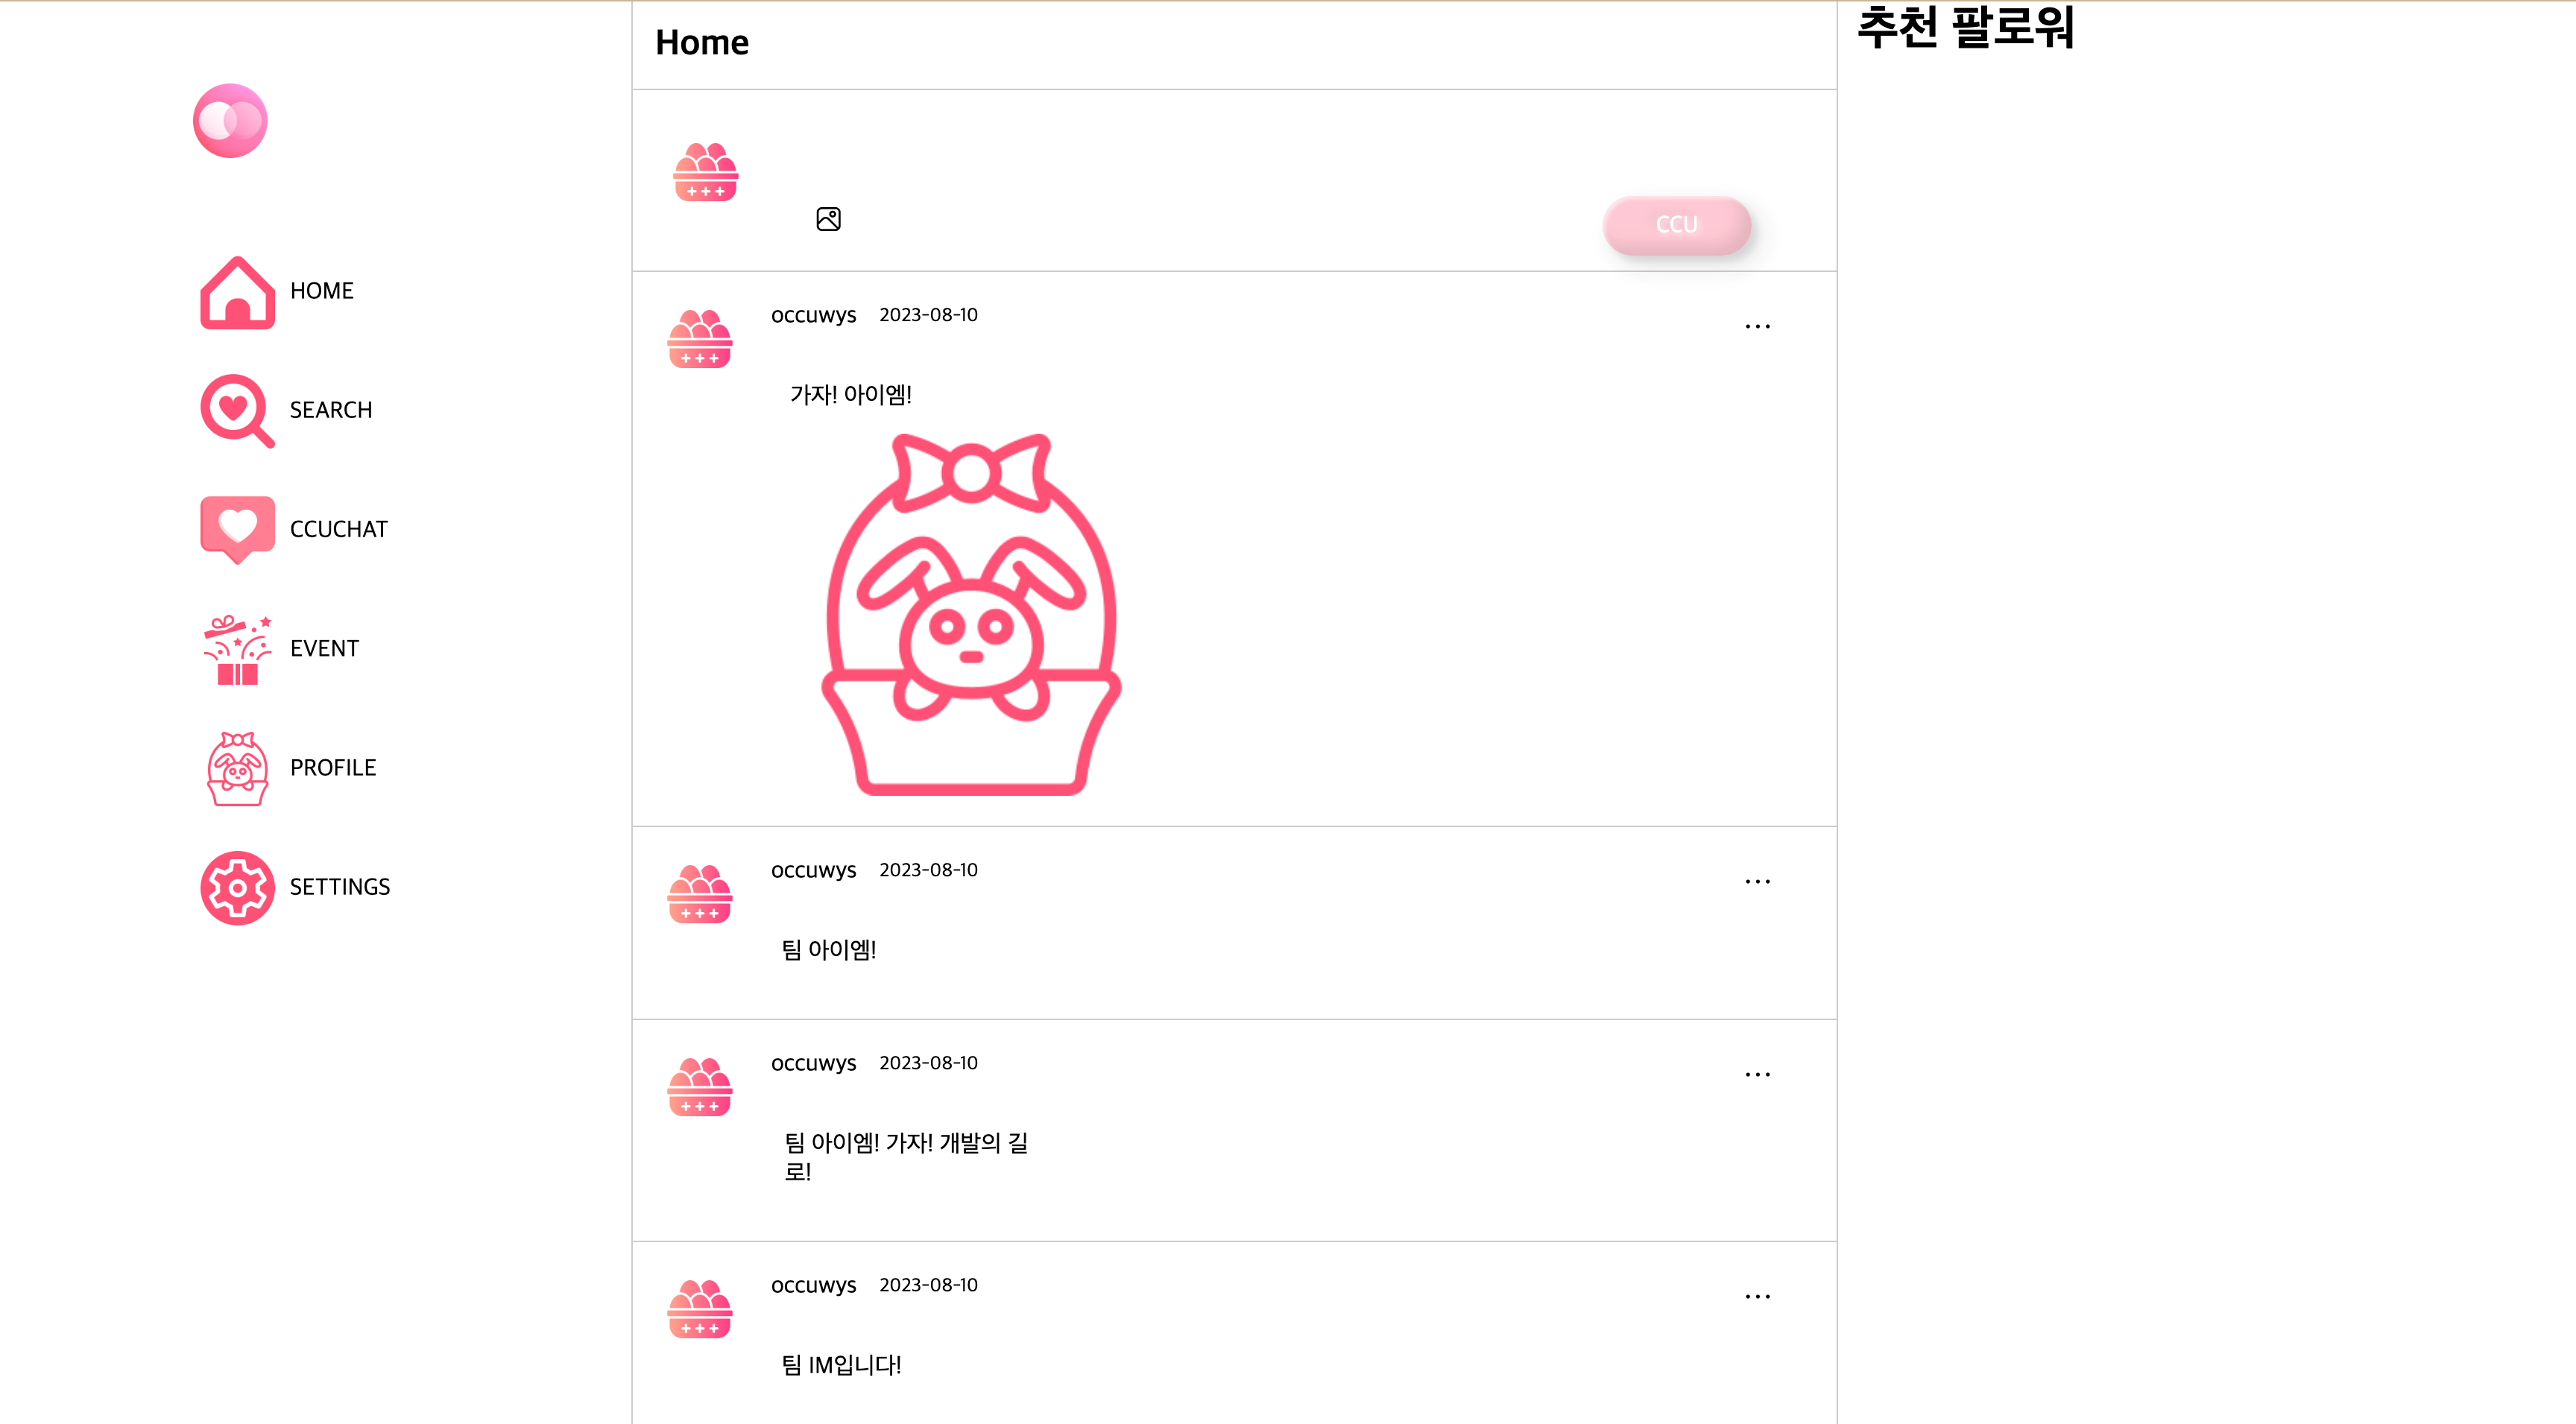 HOME
SEARCH
CCUCHAT
EVENT
PROFILE
SETTINGS
Home
CCU
occuwys 2023-08-10
가자! 아이엠!
occuwys 2023-08-10
팀 아이엠!
occuwys 2023-08-10
팀 아이엠! 가자! 개발의 길
로!
occuwys 2023-08-10
팀 IM입니다!
추천 팔로워